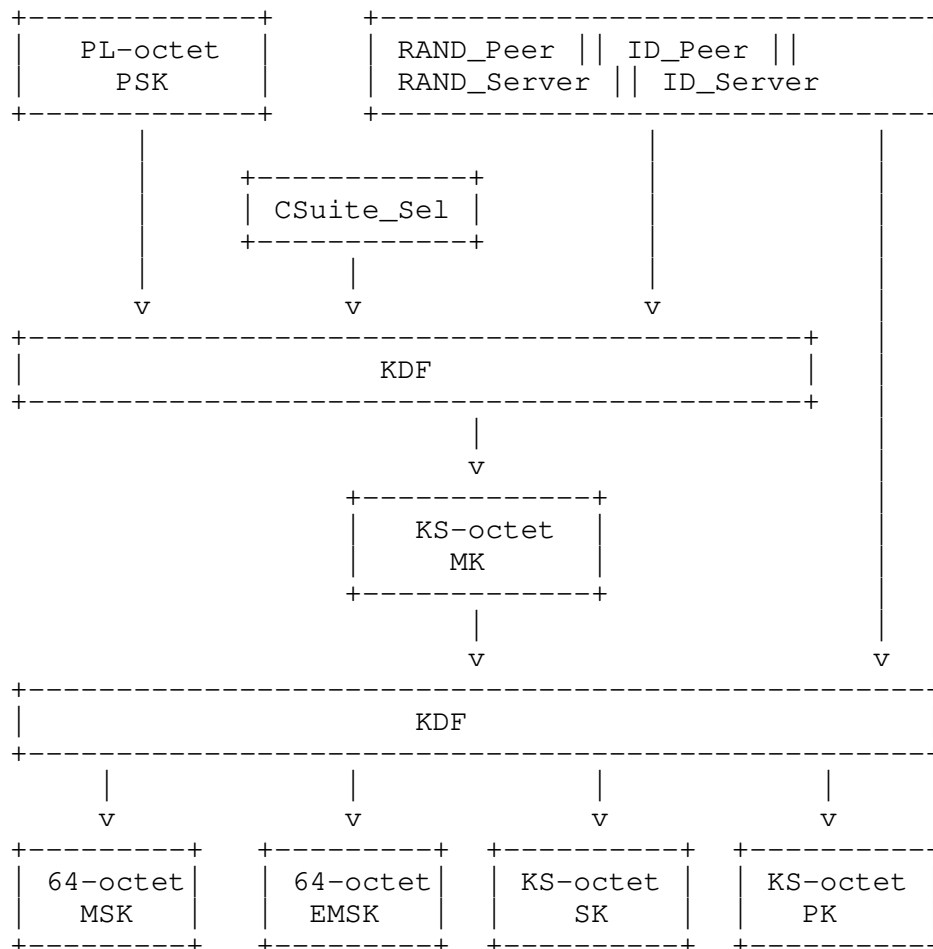 PL-octet
PSK
RAND_Peer || ID_Peer ||
RAND_Server || ID_Server
CSuite_Sel
KDF
KS-octet
MK
KDF
64-octet 64-octet KS-octet KS-octet
MSK EMSK SK PK